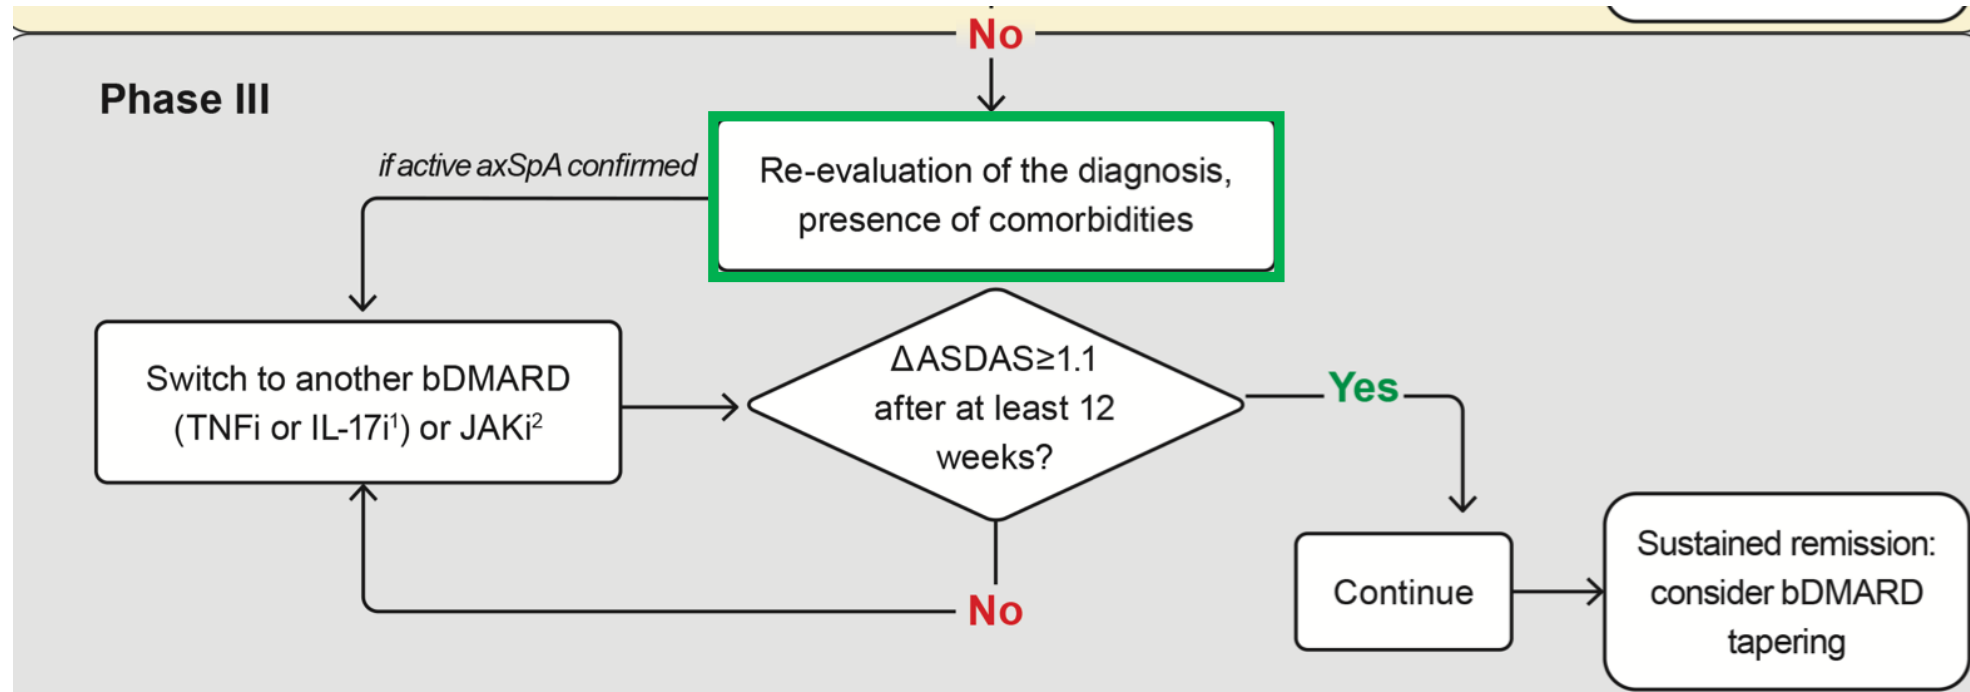 No
Phase III
if active axSpA confirmed
Re-evaluation of the diagnosis,
presence of comorbidities
Switch to another bDMARD
(TNFi or IL-17i¹) or JAKi²
ΔASDAS≥1.1
after at least 12
weeks?
Yes
No
Continue
Sustained remission:
consider bDMARD
tapering